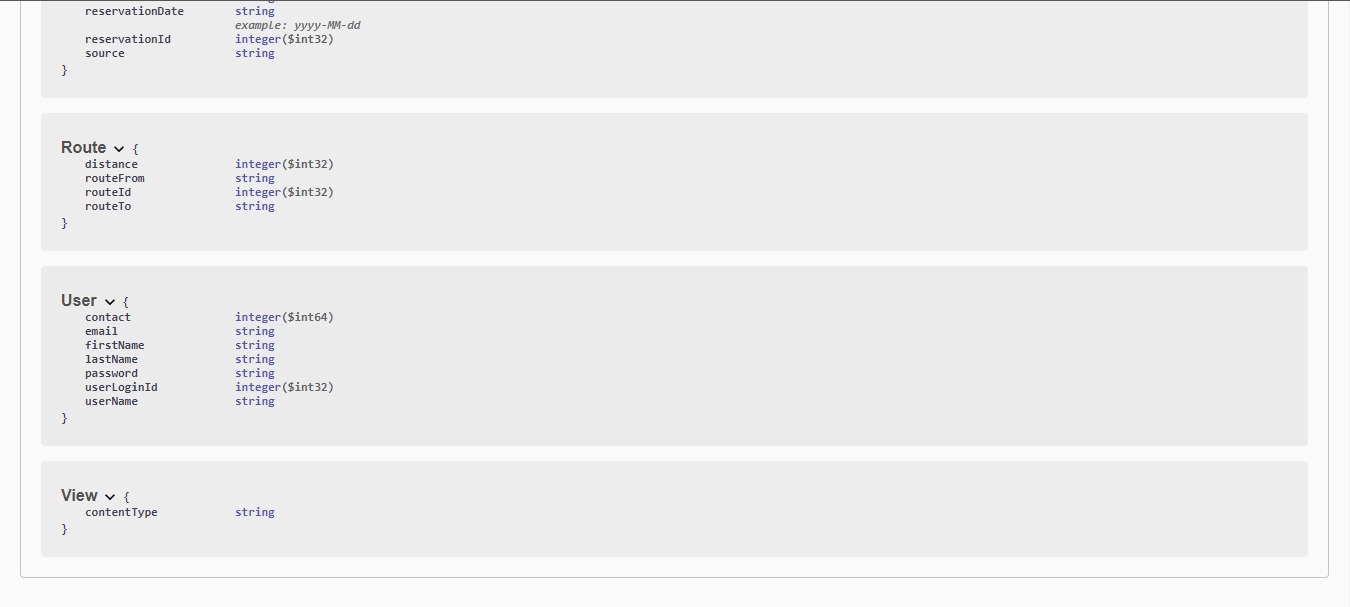 reservationDate string
example: yyyy-MM-dd
reservationId integer($int32)
source string
}
Route {
distance integer($int32)
routeFrom string
routeId integer($int32)
routeTo string
}
User {
contact integer($int64)
email string
firstName string
lastName string
password string
userLoginId integer($int32)
userName string
}
View {
contentType string
}